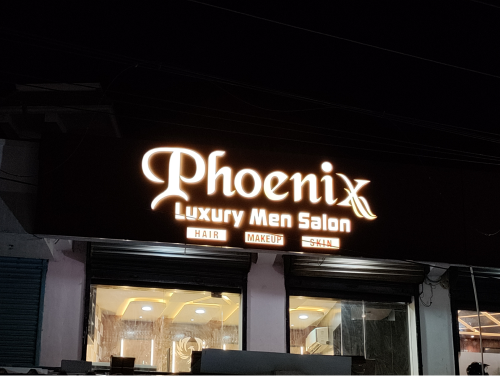 Phoenix
Luxury Men Salon
HAIR MAKEUP SKIN